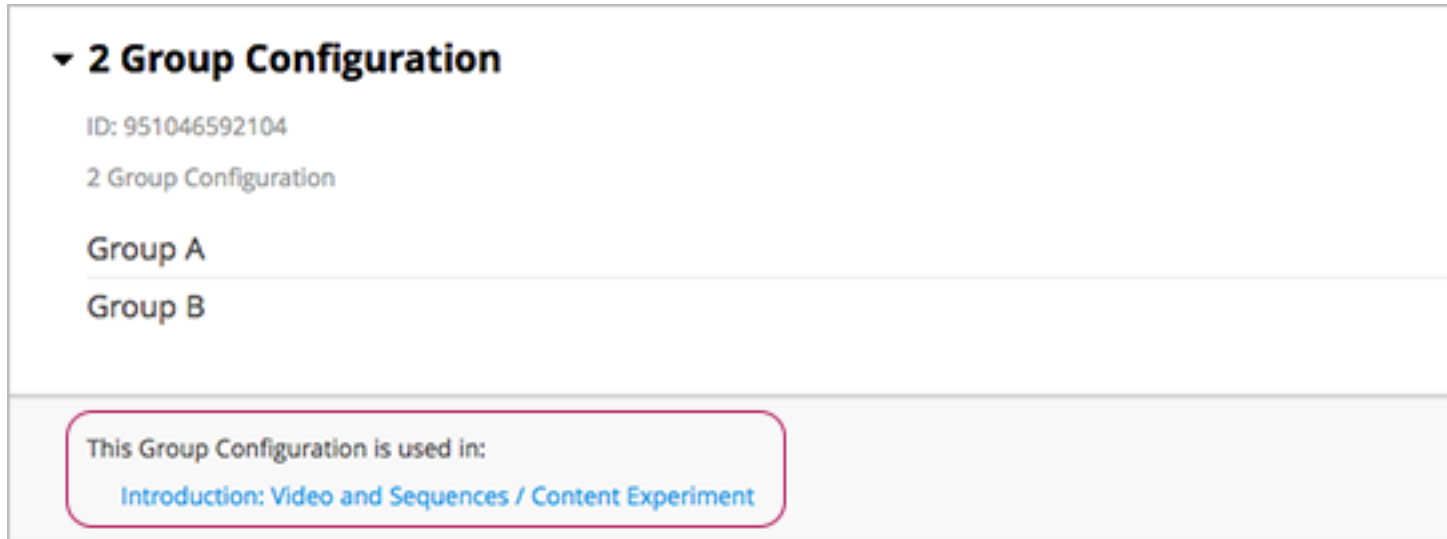 2 Group Configuration
ID: 951046592104
2 Group Configuration
Group A
Group B
This Group Configuration is used in:
Introduction: Video and Sequences / Content Experiment